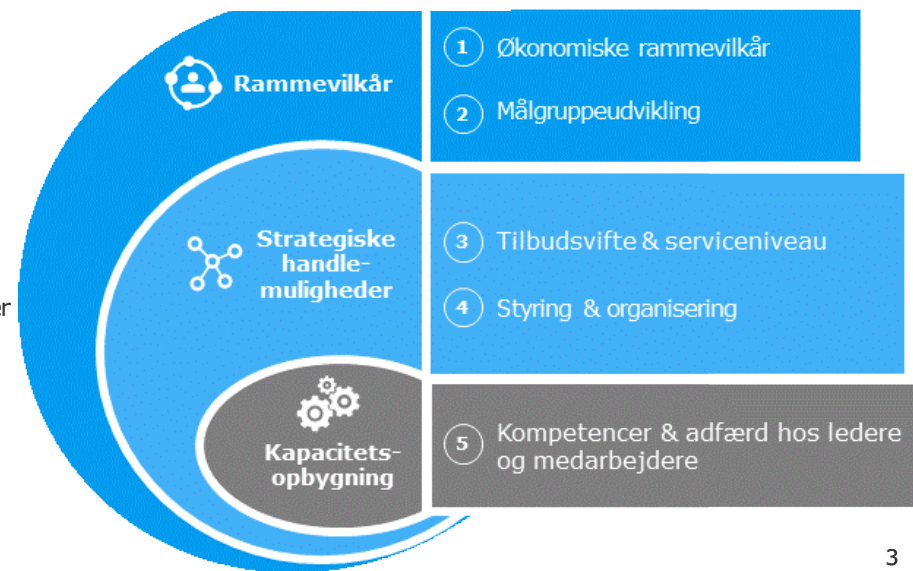 Rammevilkår
1 Økonomiske rammevilkår
2 Målgruppeudvikling
Strategiske
handle-
muligheder
3 Tilbudsvifte & serviceniveau
4 Styring & organisering
er
Kapacitets-
opbygning
5 Kompetencer & adfærd hos ledere
og medarbejdere
3